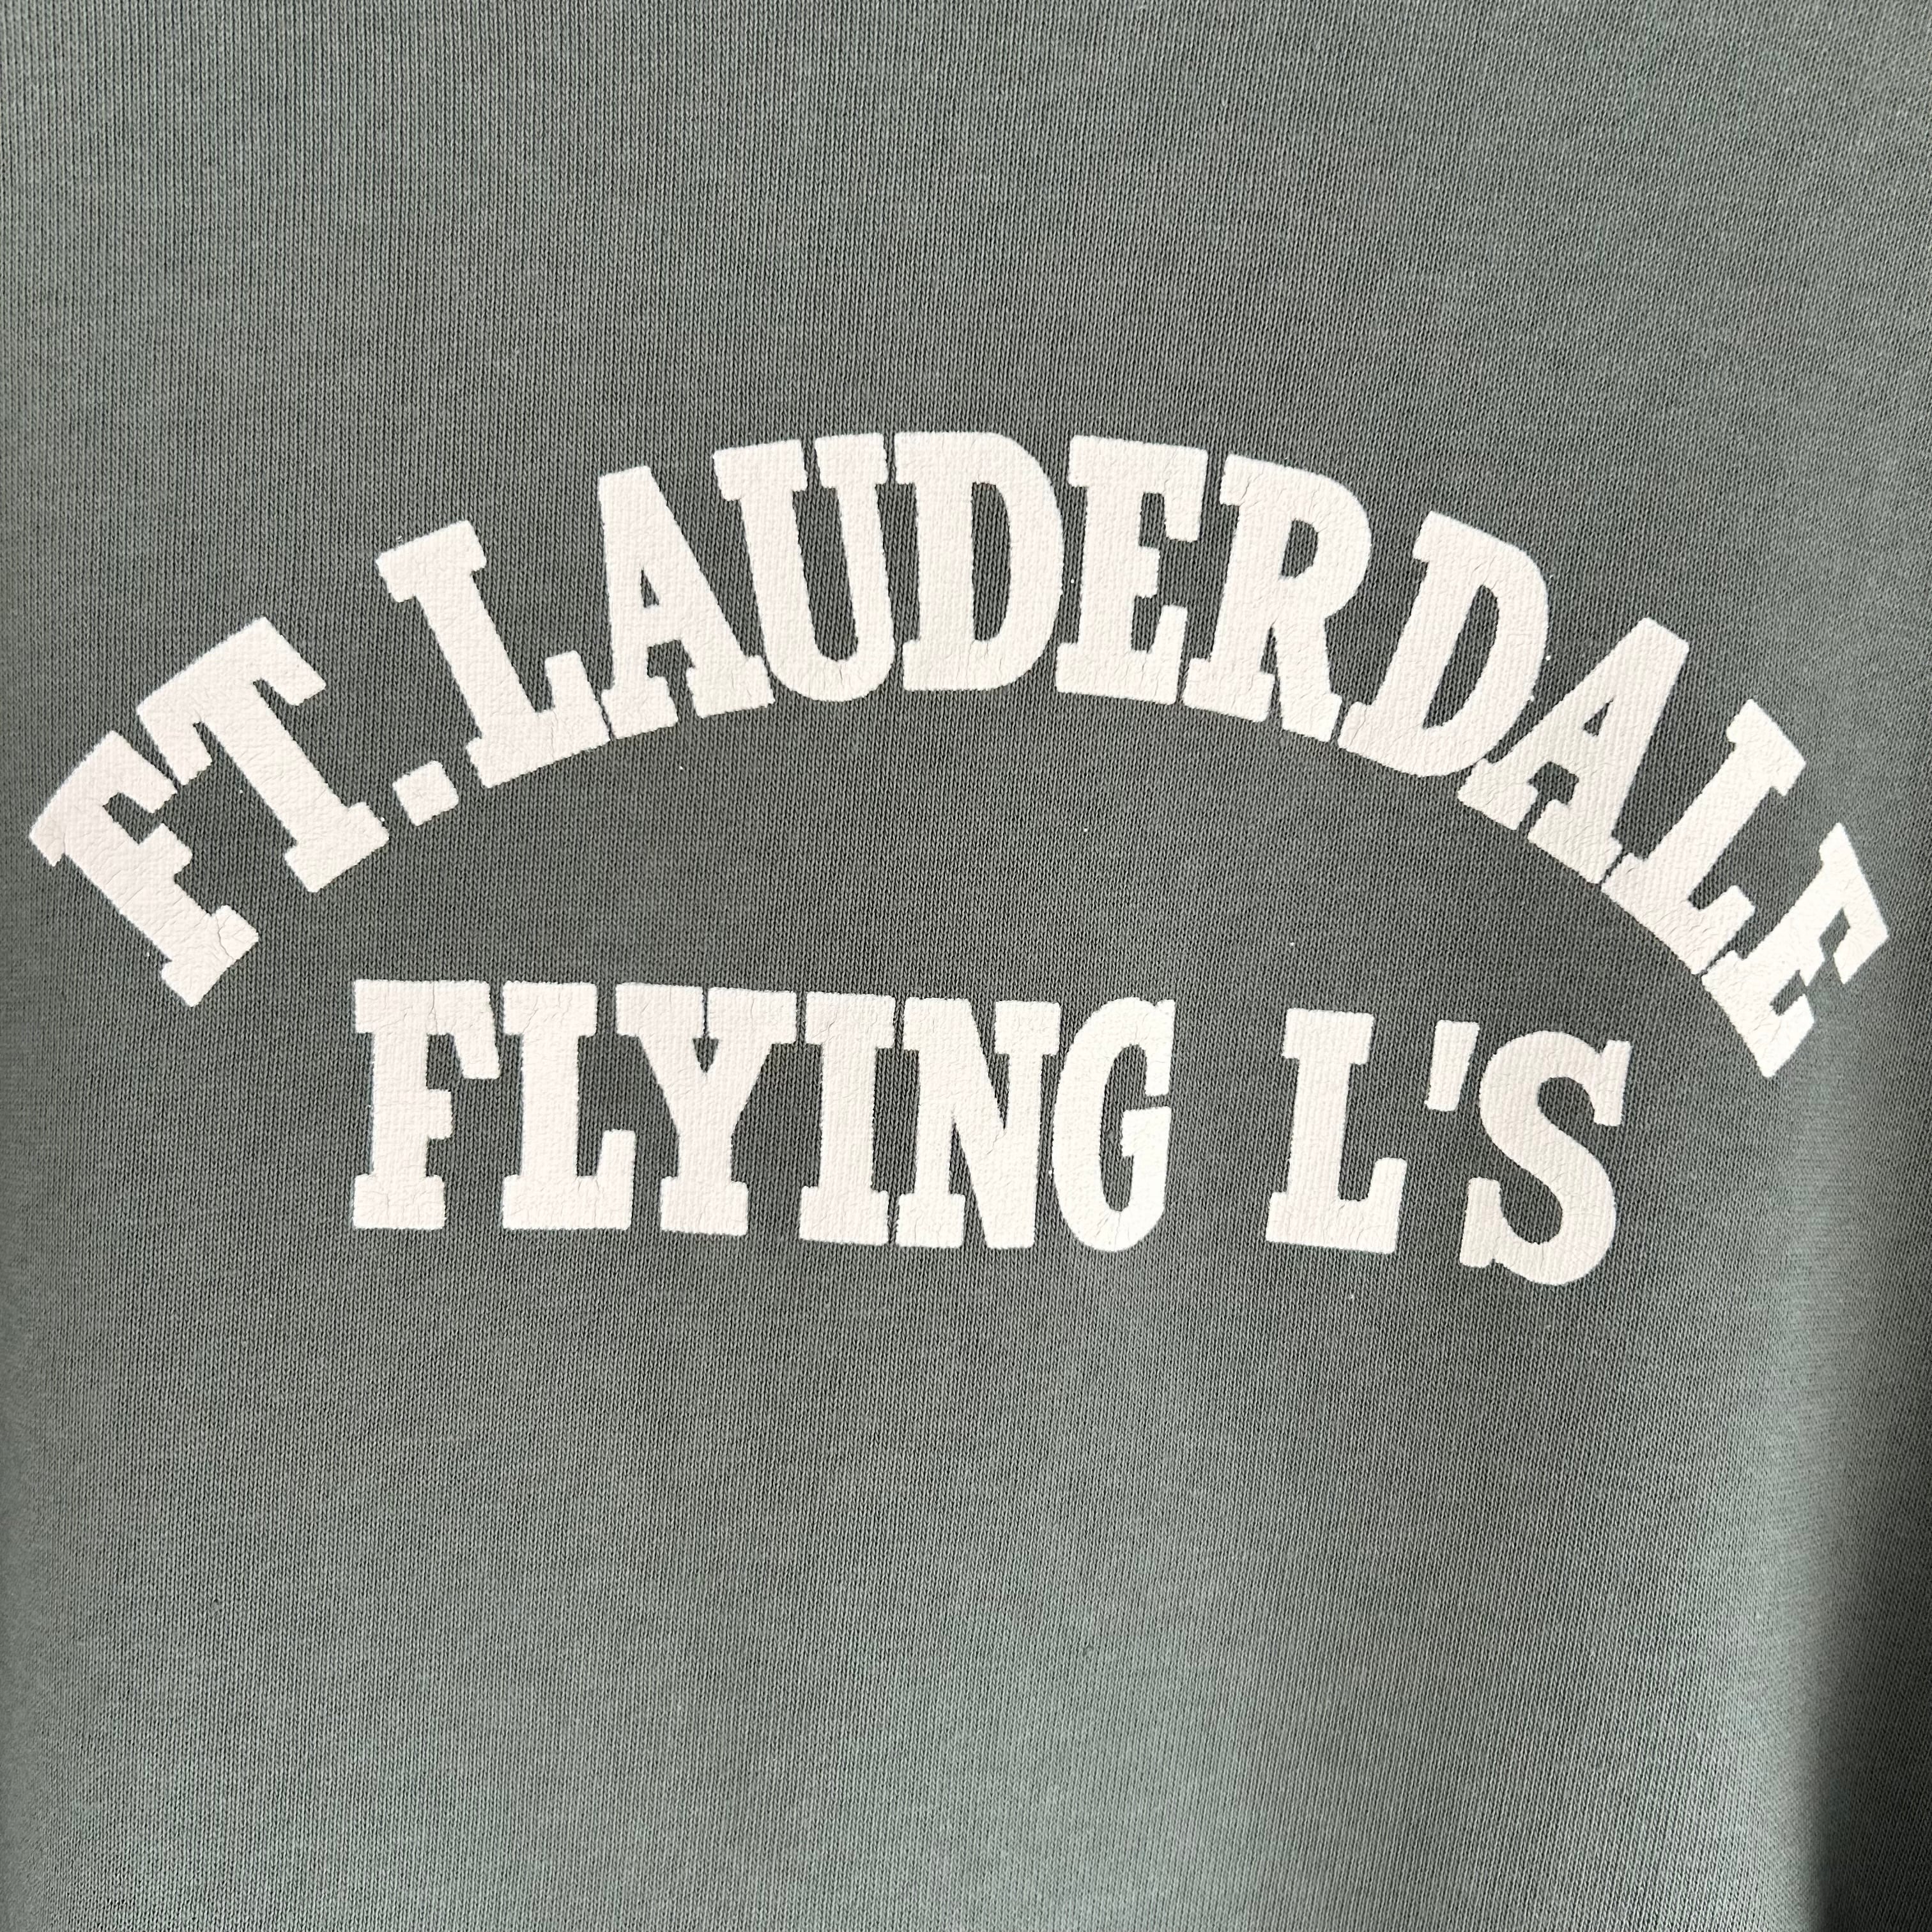 FT. LAUDERDALE
FLYING L'S